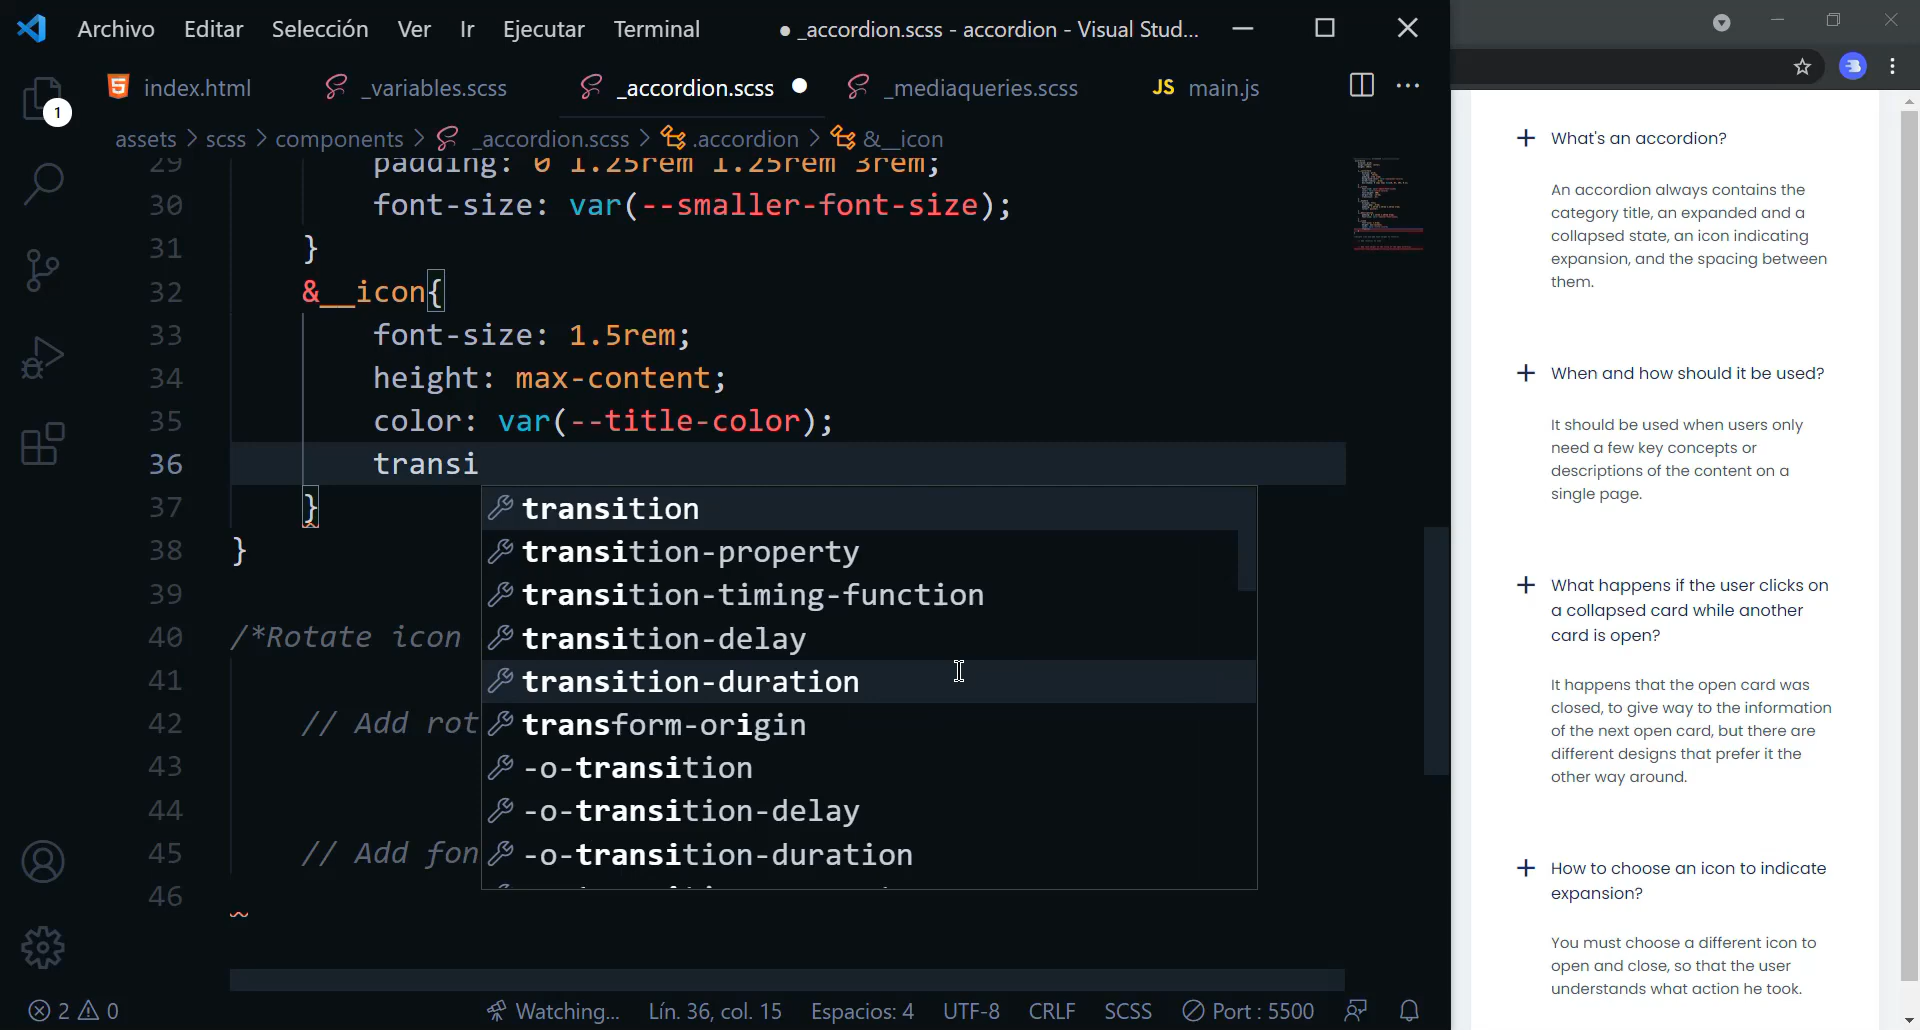 Archivo Editar Selección Ver Ir Ejecutar Terminal ● _accordion.scss - accordion - Visual Stud...
index.html _variables.scss _accordion.scss _mediaqueries.scss JS main.js
1
assets > scss > components > _accordion.scss > .accordion > &__icon
29 padding: 0 1.25rem 1.25rem 3rem;
30 font-size: var(--smaller-font-size);
31 }
32 &__icon{
33 font-size: 1.5rem;
34 height: max-content;
35 color: var(--title-color);
36 transi
37 }
38 }
39
40 /*Rotate icon
41
42 // Add rot
43
44
45 // Add fon
46
transition
transition-property
transition-timing-function
transition-delay
transition-duration
transform-origin
-o-transition
-o-transition-delay
-o-transition-duration
2 0 Watching... Lín. 36, col. 15 Espacios: 4 UTF-8 CRLF SCSS Port : 5500
What's an accordion?
An accordion always contains the
category title, an expanded and a
collapsed state, an icon indicating
expansion, and the spacing between
them.
When and how should it be used?
It should be used when users only
need a few key concepts or
descriptions of the content on a
single page.
What happens if the user clicks on
a collapsed card while another
card is open?
It happens that the open card was
closed, to give way to the information
of the next open card, but there are
different designs that prefer it the
other way around.
How to choose an icon to indicate
expansion?
You must choose a different icon to
open and close, so that the user
understands what action he took.